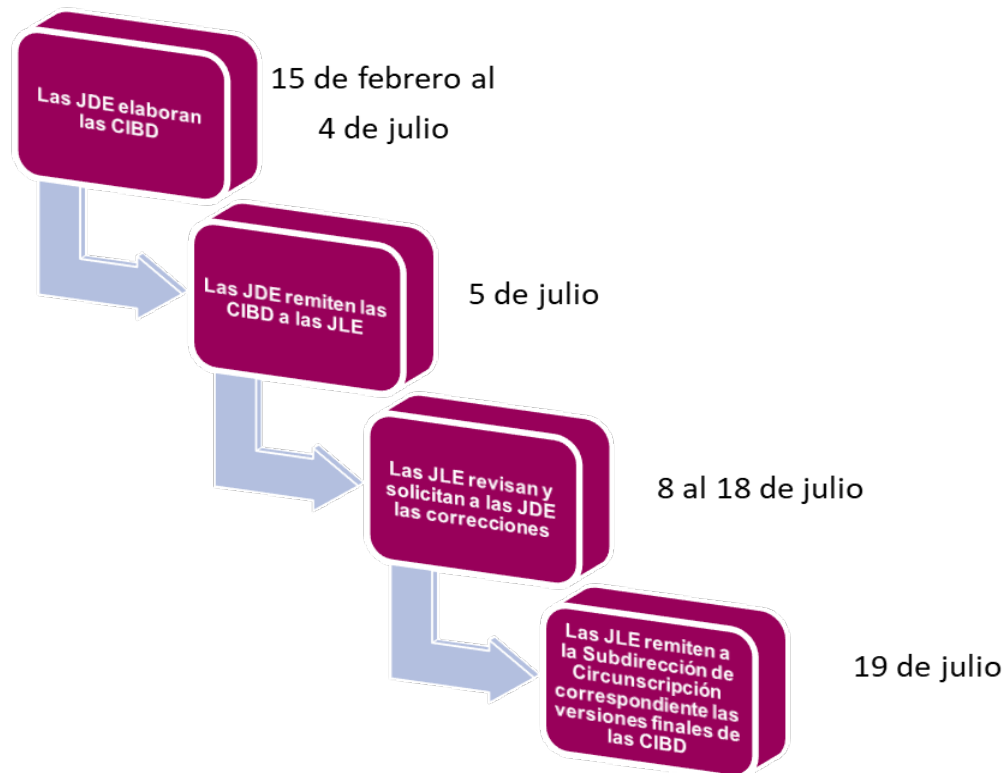 Las JDE elaboran
las CIBD
15 de febrero al
4 de julio
Las JDE remiten las
CIBD a las JLE
5 de julio
Las JLE revisan y
solicitan a las JDE
las correcciones
8 al 18 de julio
Las JLE remiten a
la Subdirección de
Circunscripción
correspondiente las
versiones finales de
las CIBD
19 de julio